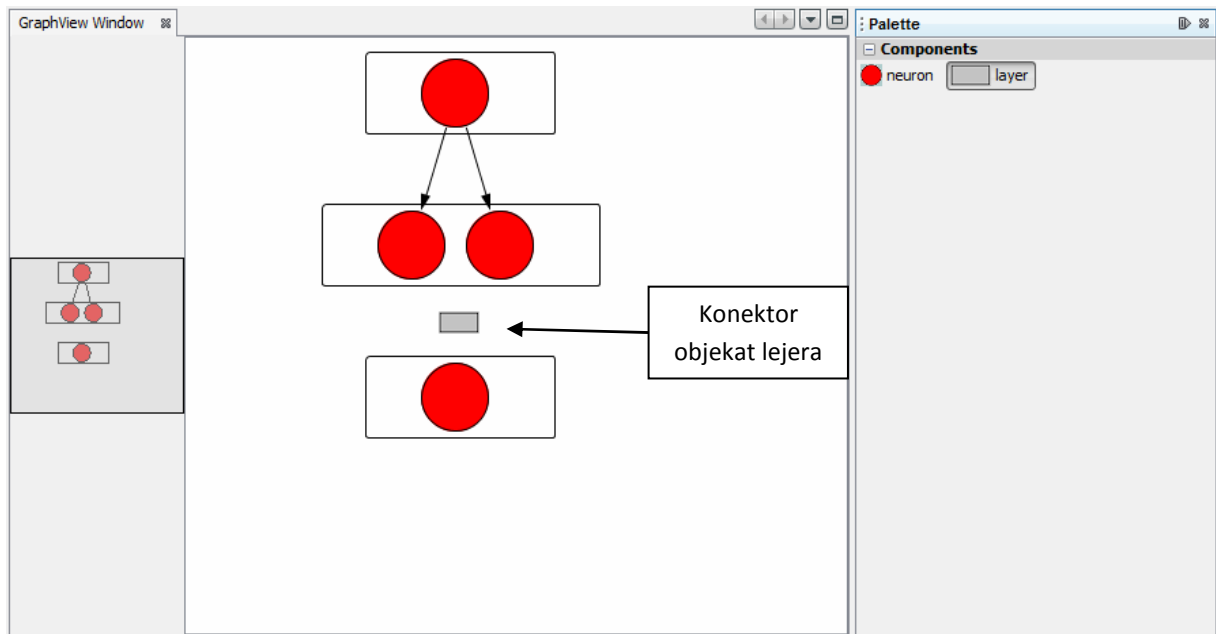 GraphView Window
Palette
Components
neuron
layer
Konektor
objekat lejera